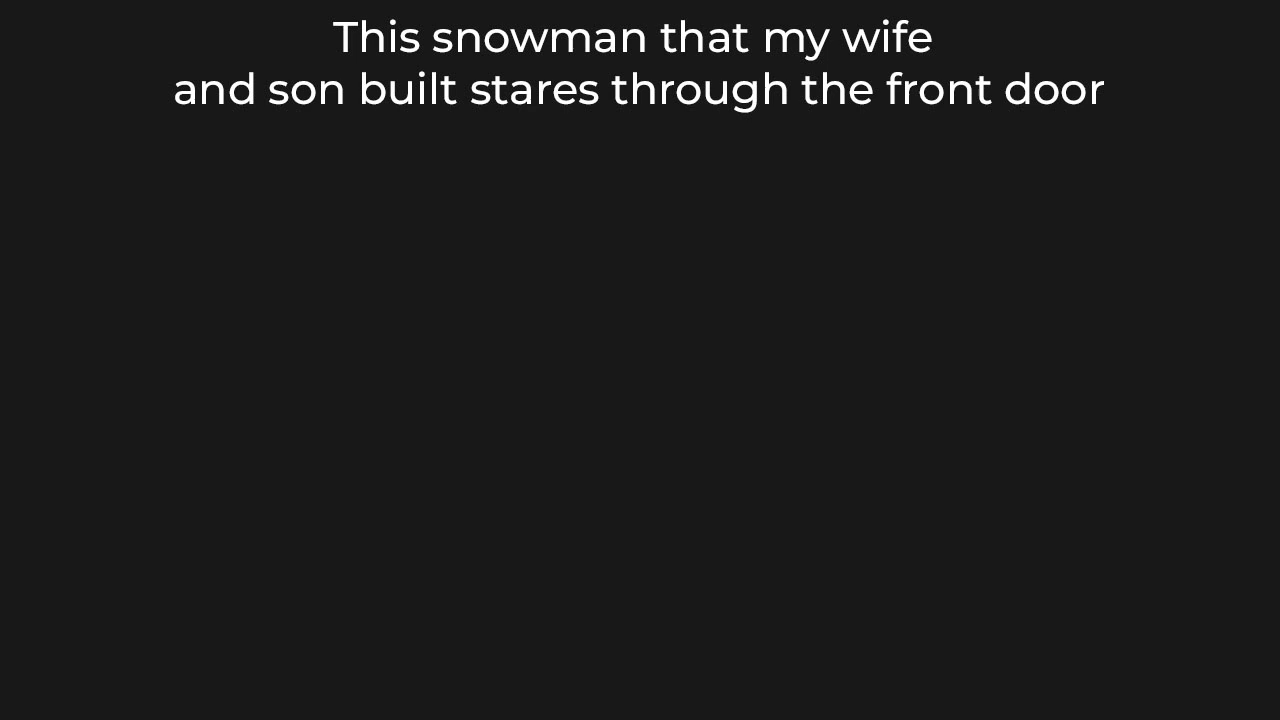 This snowman that my wife
and son built stares through the front door